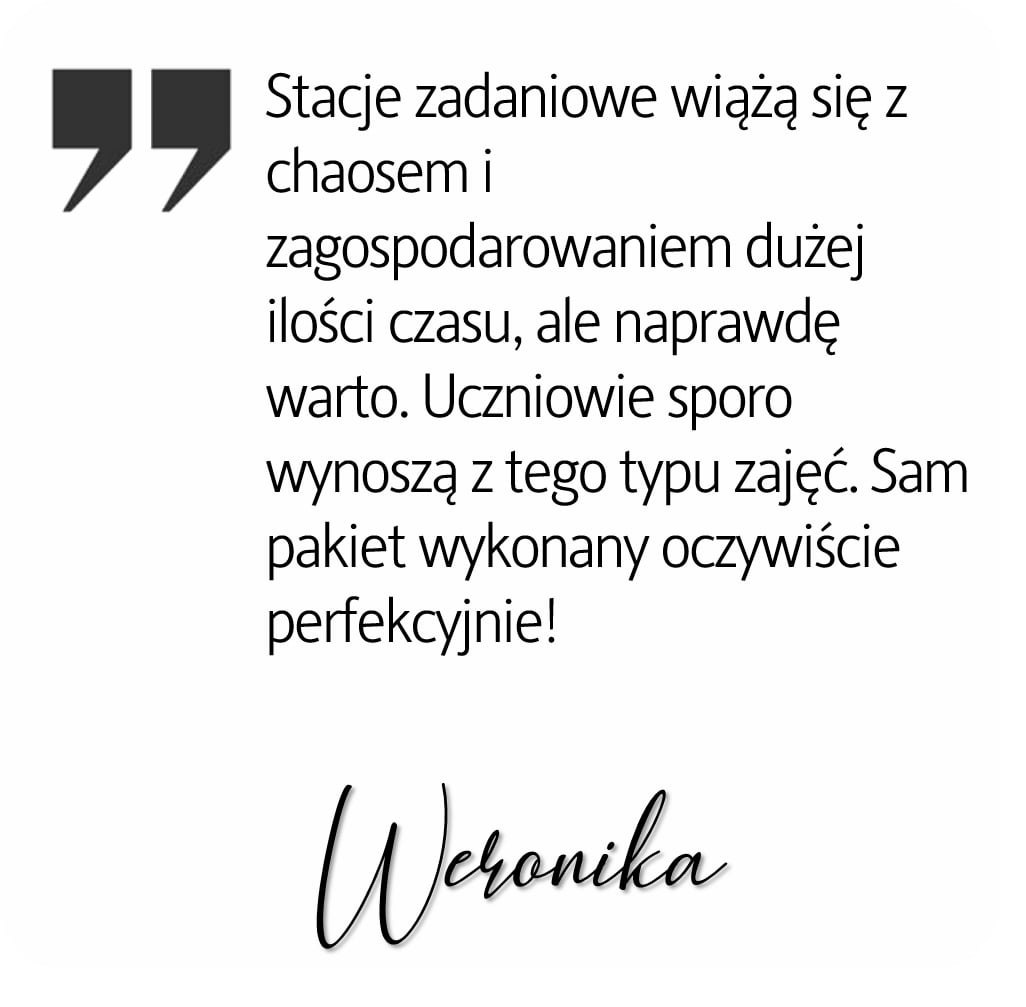 Stacje zadaniowe wiążą się z
chaosem i
zagospodarowaniem dużej
ilości czasu, ale naprawdę
warto. Uczniowie sporo
wynoszą z tego typu zajęć. Sam
pakiet wykonany oczywiście
perfekcyjnie!
Weronika